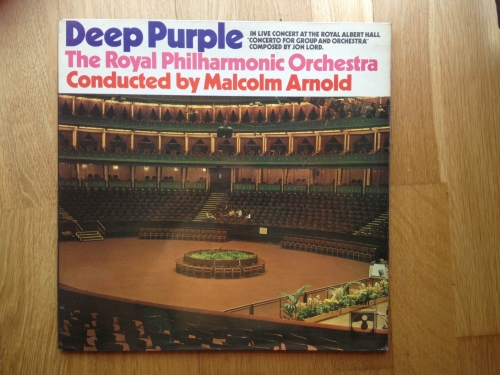 Deep Purple
IN LIVE CONCERT AT THE ROYAL ALBERT HALL
"CONCERTO FOR GROUP AND ORCHESTRA"
COMPOSED BY JON LORD.
The Royal Philharmonic Orchestra
Conducted by Malcolm Arnold